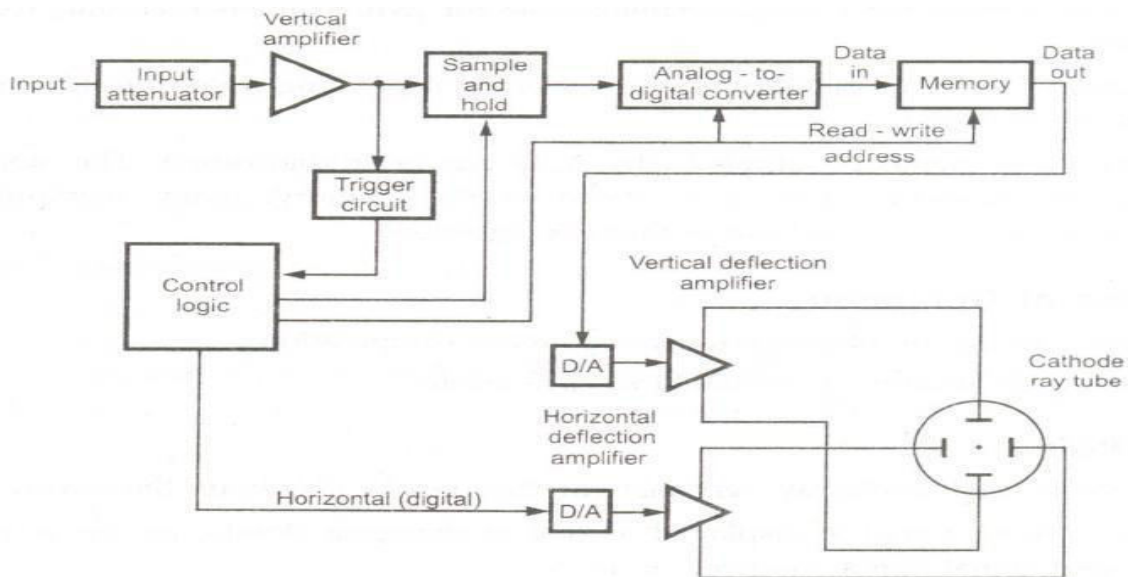 Vertical
amplifier
Input
Input
attenuator
Sample
and
hold
Analog - to-
digital converter
Data
in
Memory
Data
out
Read - write
address
Trigger
circuit
Control
logic
Vertical deflection
amplifier
D/A
Cathode
ray tube
Horizontal
deflection
amplifier
Horizontal (digital)
D/A